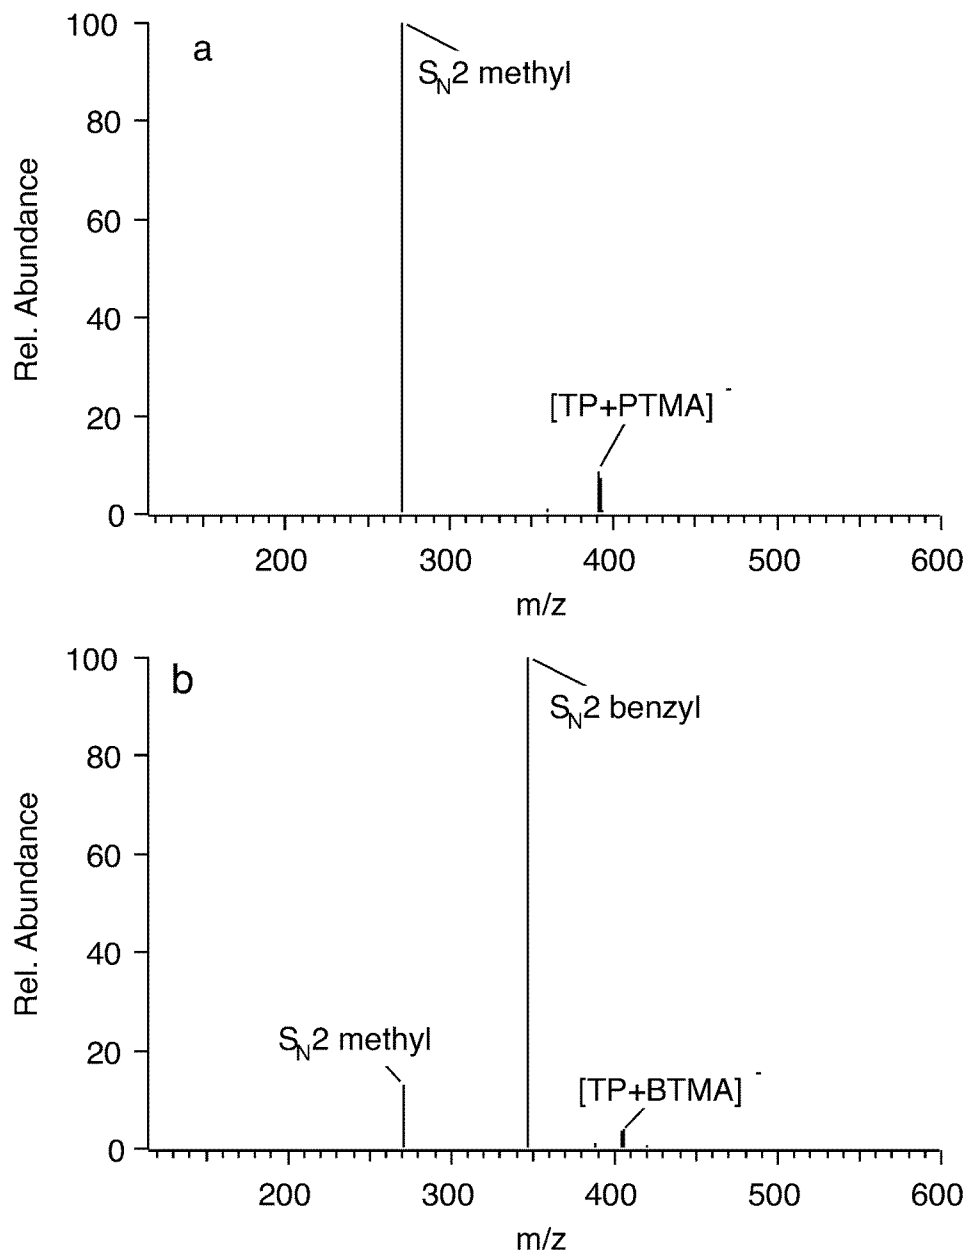 a
100
80
60
40
20
0
Rel. Abundance
SN2 methyl
[TP+PTMA] -
200 300 400 500 600
m/z
b
100
80
60
40
20
0
Rel. Abundance
SN2 benzyl
SN2 methyl
[TP+BTMA] -
200 300 400 500 600
m/z